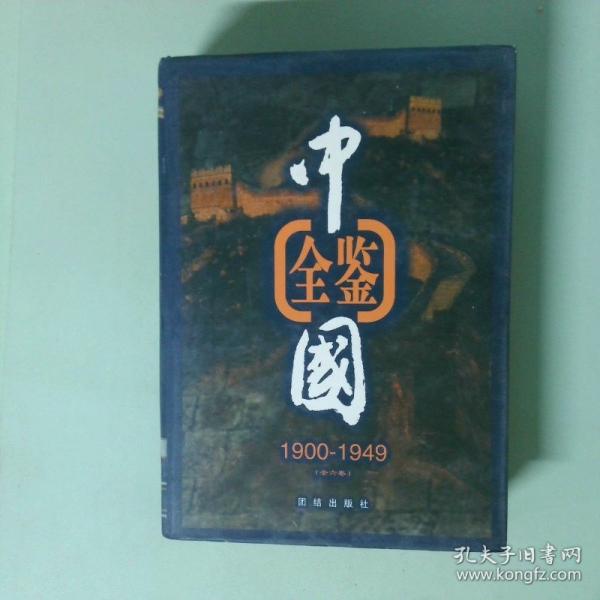 中
全鉴
國
1900-1949
（全六卷）
团结出版社
孔夫子旧书网
www.kongfz.com